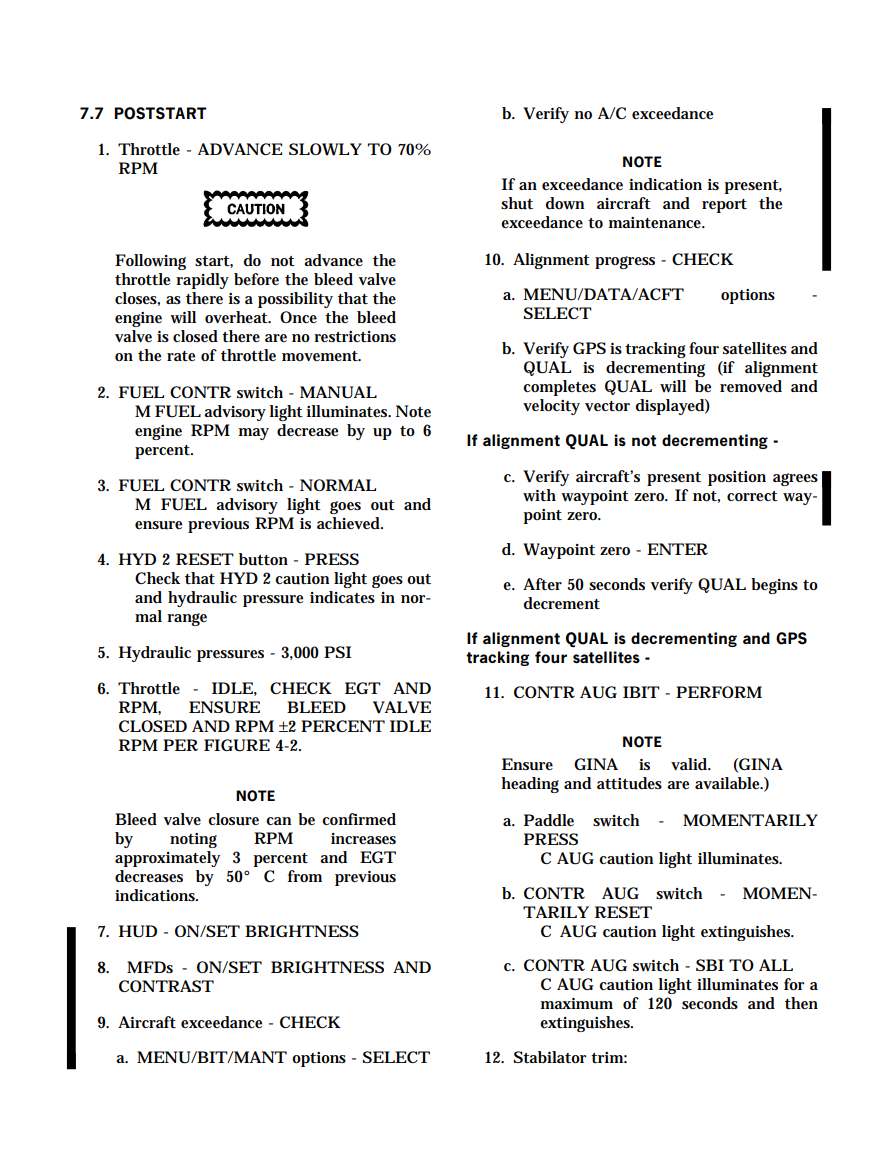 7.7 POSTSTART
1. Throttle - ADVANCE SLOWLY TO 70%
RPM
CAUTION
Following start, do not advance the
throttle rapidly before the bleed valve
closes, as there is a possibility that the
engine will overheat. Once the bleed
valve is closed there are no restrictions
on the rate of throttle movement.
2. FUEL CONTR switch - MANUAL
M FUEL advisory light illuminates. Note
engine RPM may decrease by up to 6
percent.
3. FUEL CONTR switch - NORMAL
M FUEL advisory light goes out and
ensure previous RPM is achieved.
4. HYD 2 RESET button - PRESS
Check that HYD 2 caution light goes out
and hydraulic pressure indicates in nor-
mal range
5. Hydraulic pressures - 3,000 PSI
6. Throttle - IDLE, CHECK EGT AND
RPM, ENSURE BLEED VALVE
CLOSED AND RPM ±2 PERCENT IDLE
RPM PER FIGURE 4-2.
NOTE
Bleed valve closure can be confirmed
by noting RPM increases
approximately 3 percent and EGT
decreases by 50° C from previous
indications.
7. HUD - ON/SET BRIGHTNESS
8. MFDs - ON/SET BRIGHTNESS AND
CONTRAST
9. Aircraft exceedance - CHECK
a. MENU/BIT/MANT options - SELECT
b. Verify no A/C exceedance
NOTE
If an exceedance indication is present,
shut down aircraft and report the
exceedance to maintenance.
10. Alignment progress - CHECK
a. MENU/DATA/ACFT options -
SELECT
b. Verify GPS is tracking four satellites and
QUAL is decrementing (if alignment
completes QUAL will be removed and
velocity vector displayed)
If alignment QUAL is not decrementing -
c. Verify aircraft's present position agrees
with waypoint zero. If not, correct way-
point zero.
d. Waypoint zero - ENTER
e. After 50 seconds verify QUAL begins to
decrement
If alignment QUAL is decrementing and GPS
tracking four satellites -
11. CONTR AUG IBIT - PERFORM
NOTE
Ensure GINA is valid. (GINA
heading and attitudes are available.)
a. Paddle switch - MOMENTARILY
PRESS
C AUG caution light illuminates.
b. CONTR AUG switch - MOMEN-
TARILY RESET
C AUG caution light extinguishes.
c. CONTR AUG switch - SBI TO ALL
C AUG caution light illuminates for a
maximum of 120 seconds and then
extinguishes.
12. Stabilator trim: